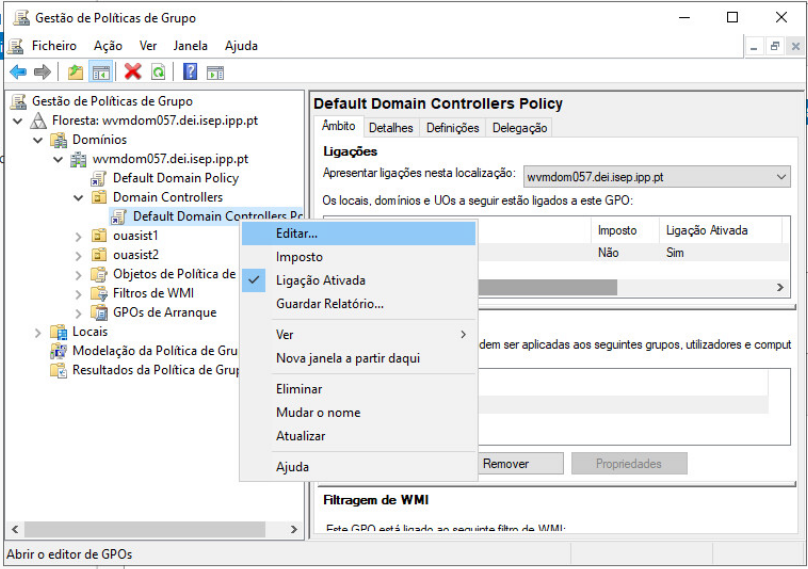 Gestão de Políticas de Grupo
Ficheiro Ação Ver Janela Ajuda
Gestão de Políticas de Grupo
Floresta: wvmdom057.dei.isep.ipp.pt
Domínios
wvmdom057.dei.isep.ipp.pt
Default Domain Policy
Domain Controllers
Default Domain Controllers Pc
ouasist1
ouasist2
Objetos de Política de
Filtros de WMI
GPOs de Arranque
Locais
Modelação da Política de Gru
Resultados da Política de Grup
Editar...
Imposto
Ligação Ativada
Guardar Relatório...
Ver
Nova janela a partir daqui
Eliminar
Mudar o nome
Atualizar
Ajuda
Default Domain Controllers Policy
Âmbito Detalhes Definições Delegação
Ligações
Apresentar ligações nesta localização: wvmdom057.dei.isep.ipp.pt
Os locais, domínios e UOs a seguir estão ligados a este GPO:
Imposto Ligação Ativada
Não Sim
dem ser aplicadas aos seguintes grupos, utilizadores e comput
Remover Propriedades
Filtragem de WMI
Este GPO está ligado ao seguinte filtro de WMI:
Abrir o editor de GPOs